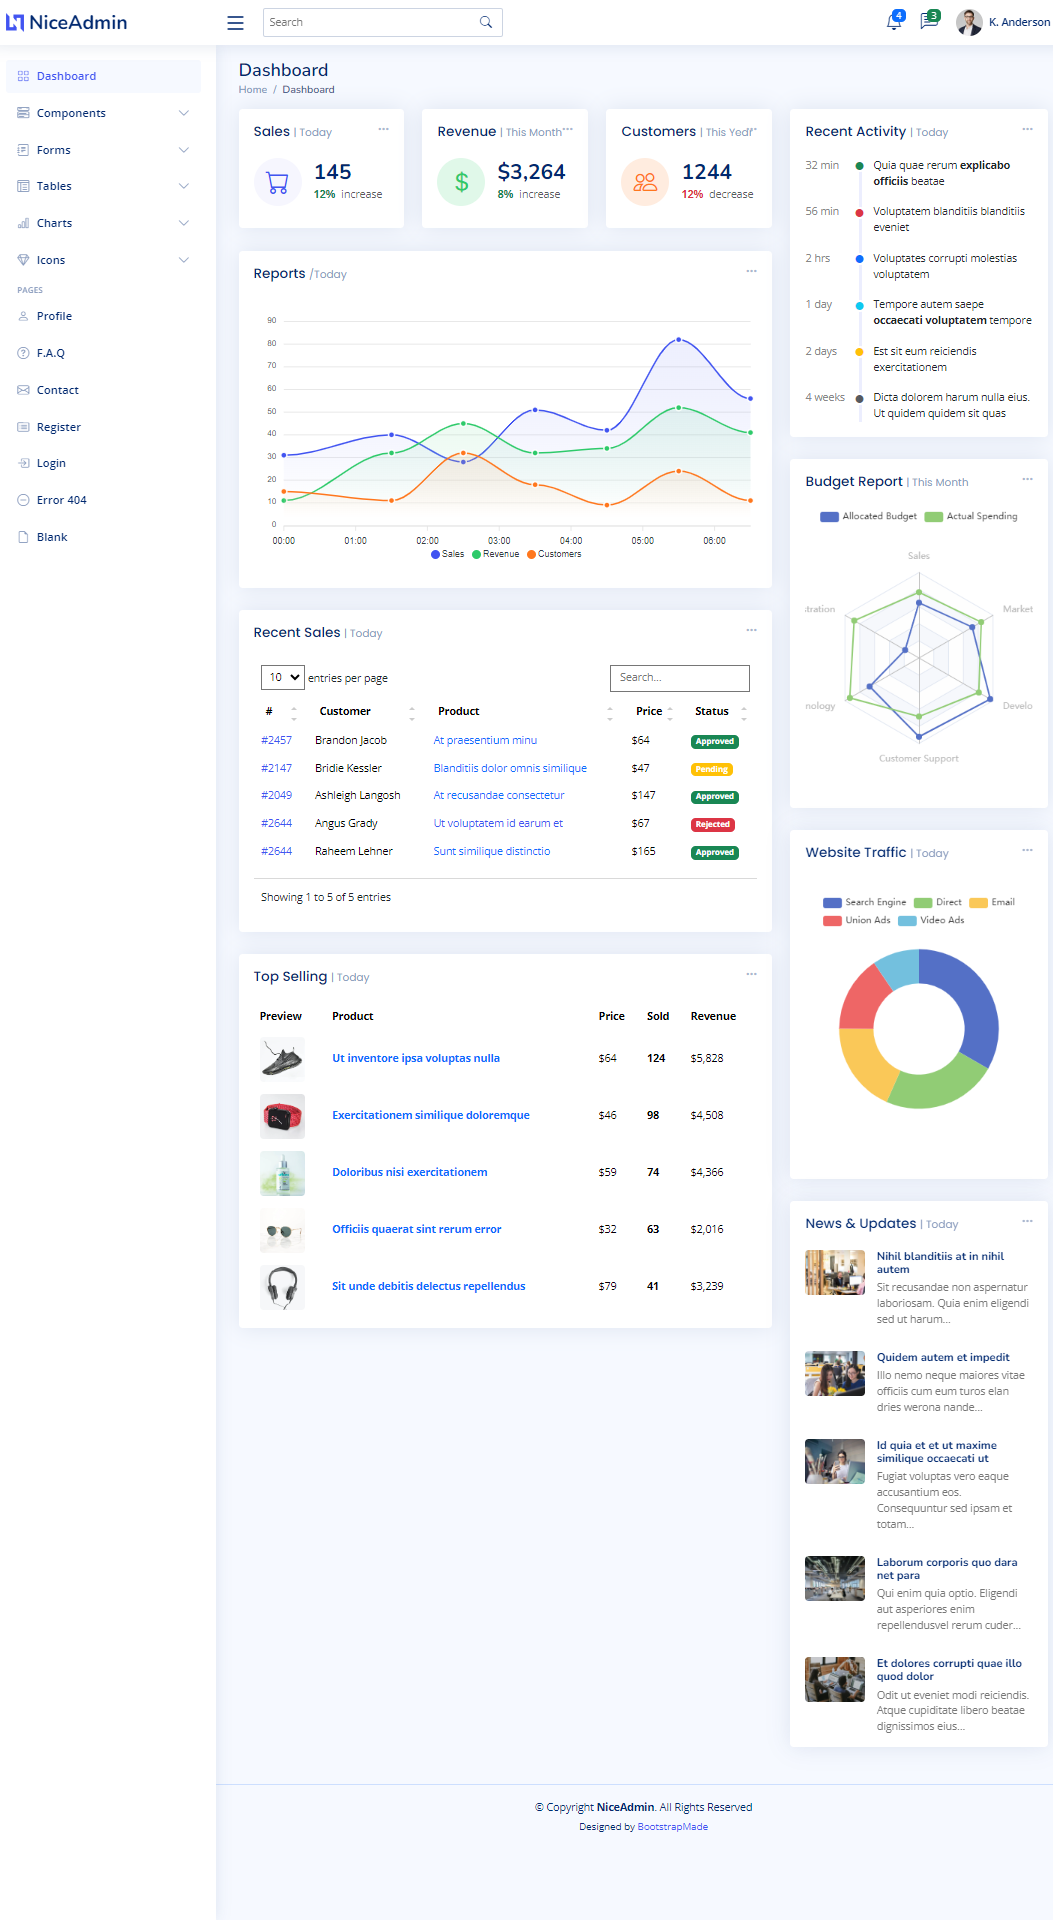 NiceAdmin
Search
4
3
K. Anderson
Dashboard
Components
Forms
Tables
Charts
Icons
PAGES
Profile
F.A.Q
Contact
Register
Login
Error 404
Blank
Dashboard
Home / Dashboard
Sales | Today
145
12% increase
Revenue | This Month
$3,264
8% increase
Customers | This
1244
12% decrease
Reports /Today
90
80
70
60
50
40
30
20
10
0
00:00 01:00 02:00 03:00 04:00 05:00 06:00
Sales Revenue Customers
Recent Sales | Today
10 entries per page
Search...
# Customer Product Price Status
#2457 Brandon Jacob At praesentium minu $64 Approved
#2147 Bridie Kessler Blanditiis dolor omnis similique $47 Pending
#2049 Ashleigh Langosh At recusandae consectetur $147 Approved
#2644 Angus Grady Ut voluptatem id earum et $67 Rejected
#2644 Raheem Lehner Sunt similique distinctio $165 Approved
Showing 1 to 5 of 5 entries
Top Selling | Today
Preview Product Price Sold Revenue
Ut inventore ipsa voluptas nulla $64 124 $5,828
Exercitationem similique doloremque $46 98 $4,508
Doloribus nisi exercitationem $59 74 $4,366
Officiis quaerat sint rerum error $32 63 $2,016
Sit unde debitis delectus repellendus $79 41 $3,239
Recent Activity | Today
32 min Quia quae rerum explicabo
officiis beatae
56 min Voluptatem blanditiis blanditiis
eveniet
2 hrs Voluptates corrupti molestias
voluptatem
1 day Tempore autem saepe
occaecati voluptatem tempore
2 days Est sit eum reiciendis
exercitationem
4 weeks Dicta dolorem harum nulla eius.
Ut quidem quidem sit quas
Budget Report | This Month
Allocated Budget Actual Spending
Sales
tration Market
nology Develo
Customer Support
Website Traffic | Today
Search Engine Direct Email
Union Ads Video Ads
News & Updates | Today
Nihil blanditiis at in nihil
autem
Sit recusandae non aspernatur
laboriosam. Quia enim eligendi
sed ut harum...
Quidem autem et impedit
Illo nemo neque maiores vitae
officiis cum eum turos elan
dries werona nande...
Id quia et et ut maxime
similique occaecati ut
Fugiat voluptas vero eaque
accusantium eos.
Consequuntur sed ipsam et
totam...
Laborum corporis quo dara
net para
Qui enim quia optio. Eligendi
aut asperiores enim
repellendusvel rerum cuder...
Et dolores corrupti quae illo
quod dolor
Odit ut eveniet modi reiciendis.
Atque cupiditate libero beatae
dignissimos eius...
© Copyright NiceAdmin. All Rights Reserved
Designed by BootstrapMade